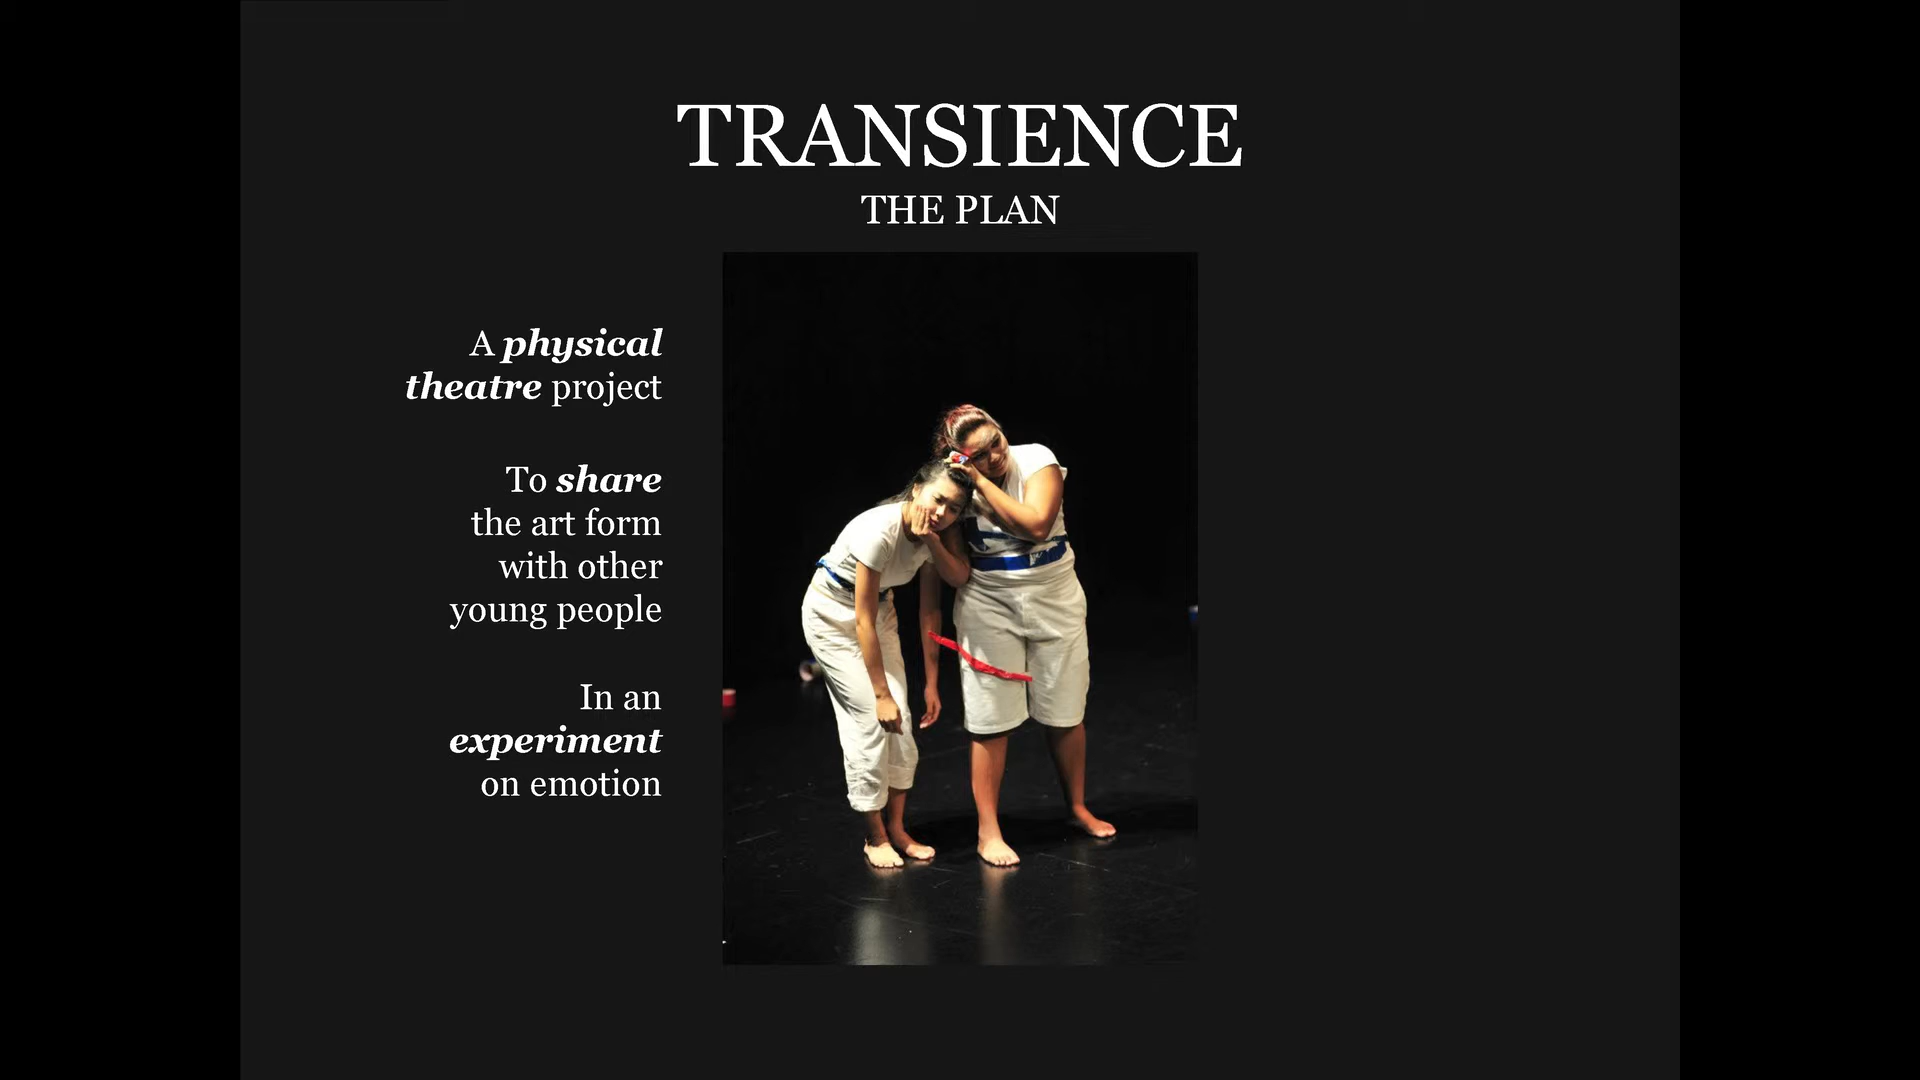 TRANSIENCE
THE PLAN
A physical
theatre project
To share
the art form
with other
young people
In an
experiment
on emotion